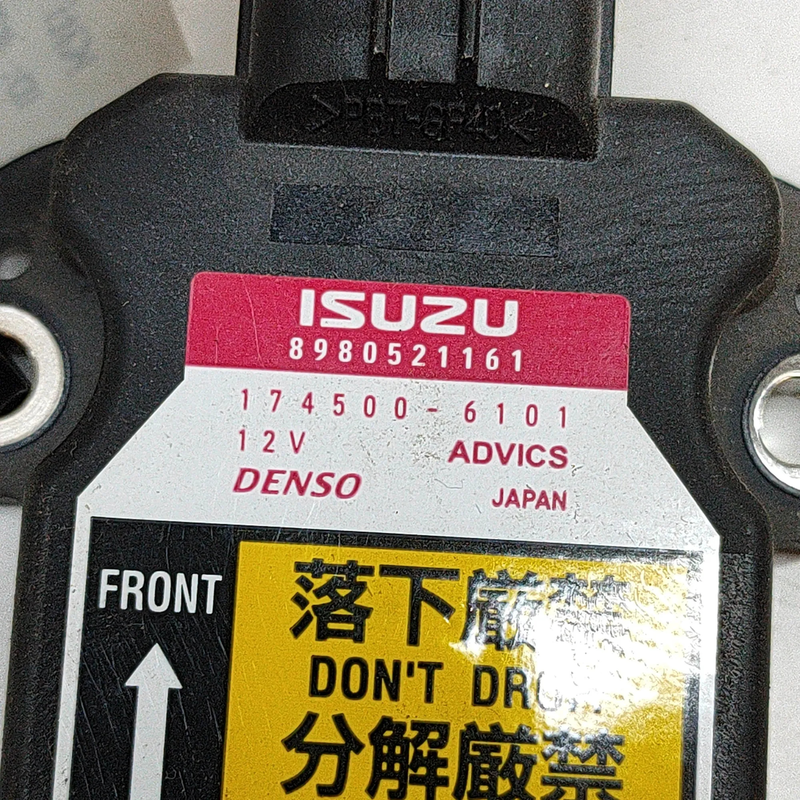 >PBT-GF40<
ISUZU
8980521161
174500-6101
12V ADVICS
DENSO JAPAN
FRONT
落下厳禁
DON'T DROP
分解厳禁